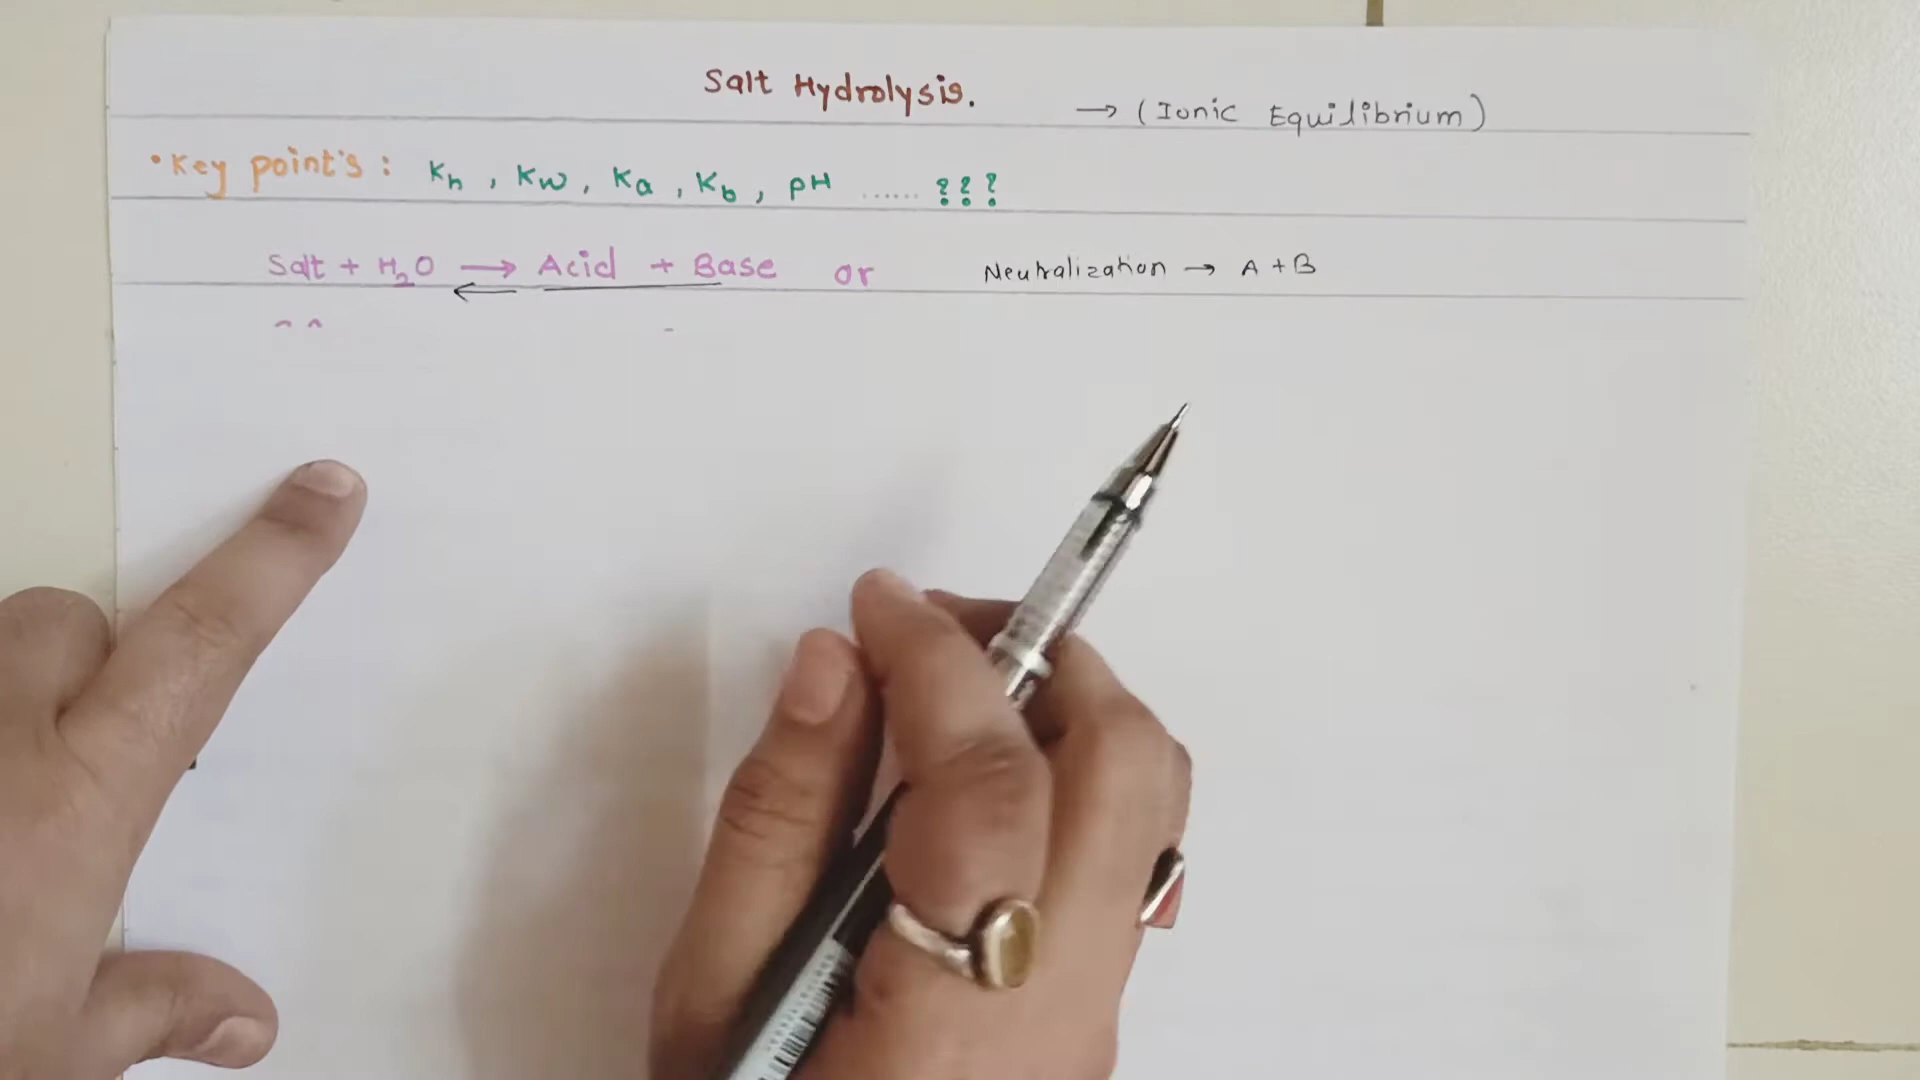 Salt Hydrolysis. → (Ionic Equilibrium)
• Key point's : Kh , Kw , Ka , Kb , pH ...... ???
Salt + H₂O ⟶ Acid + Base or Neutralization → A + B
⟵